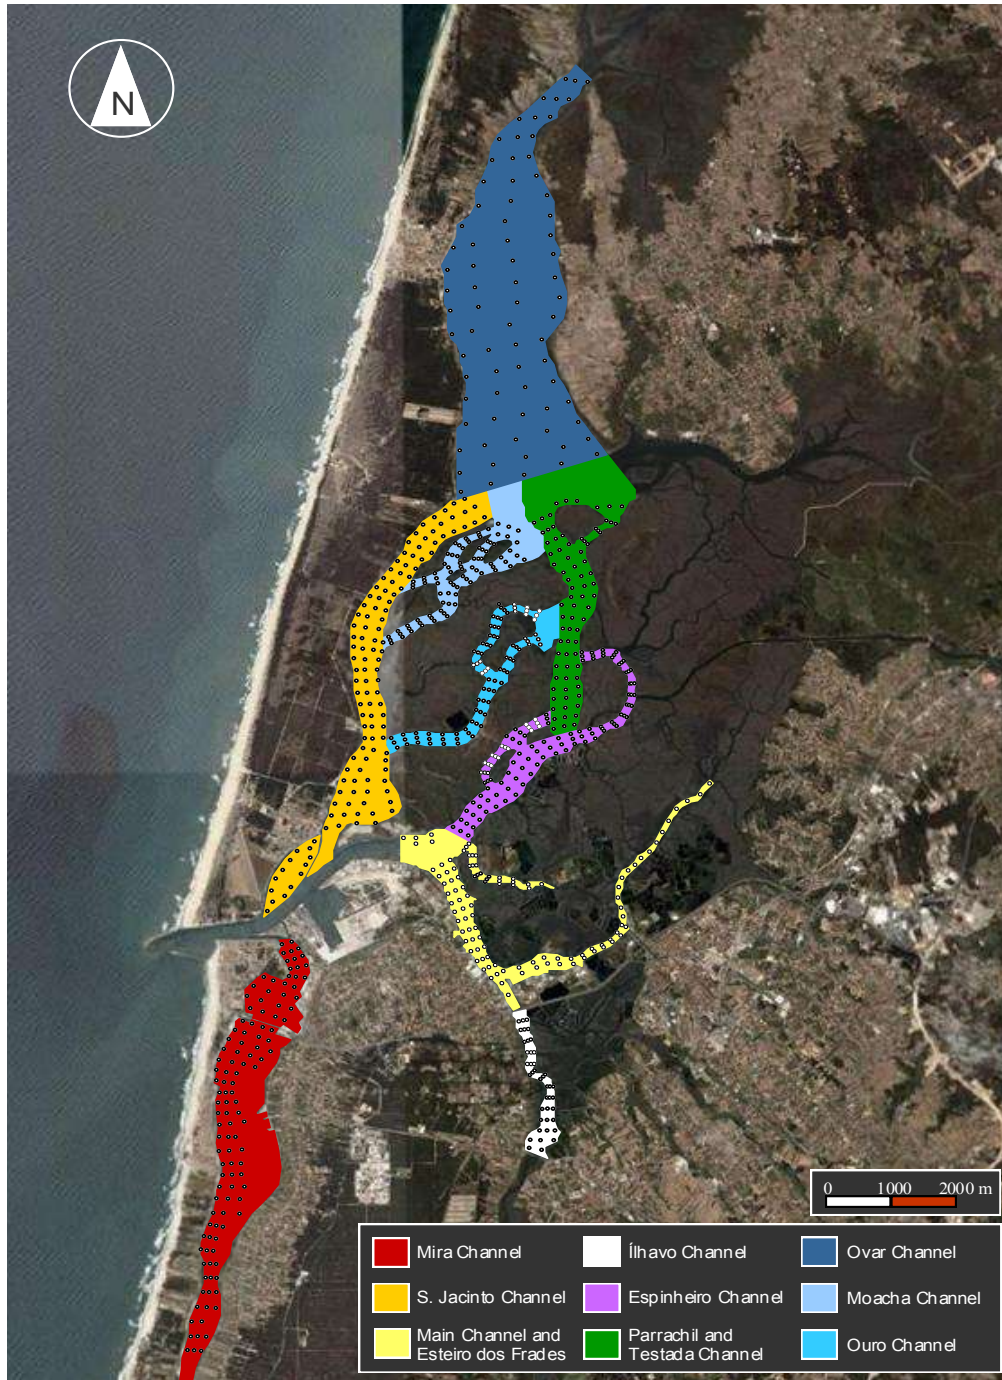 N
0 1000 2000 m
Mira Channel
Ílhavo Channel
Ovar Channel
S. Jacinto Channel
Espinheiro Channel
Moacha Channel
Main Channel and
Esteiro dos Frades
Parrachil and
Testada Channel
Ouro Channel